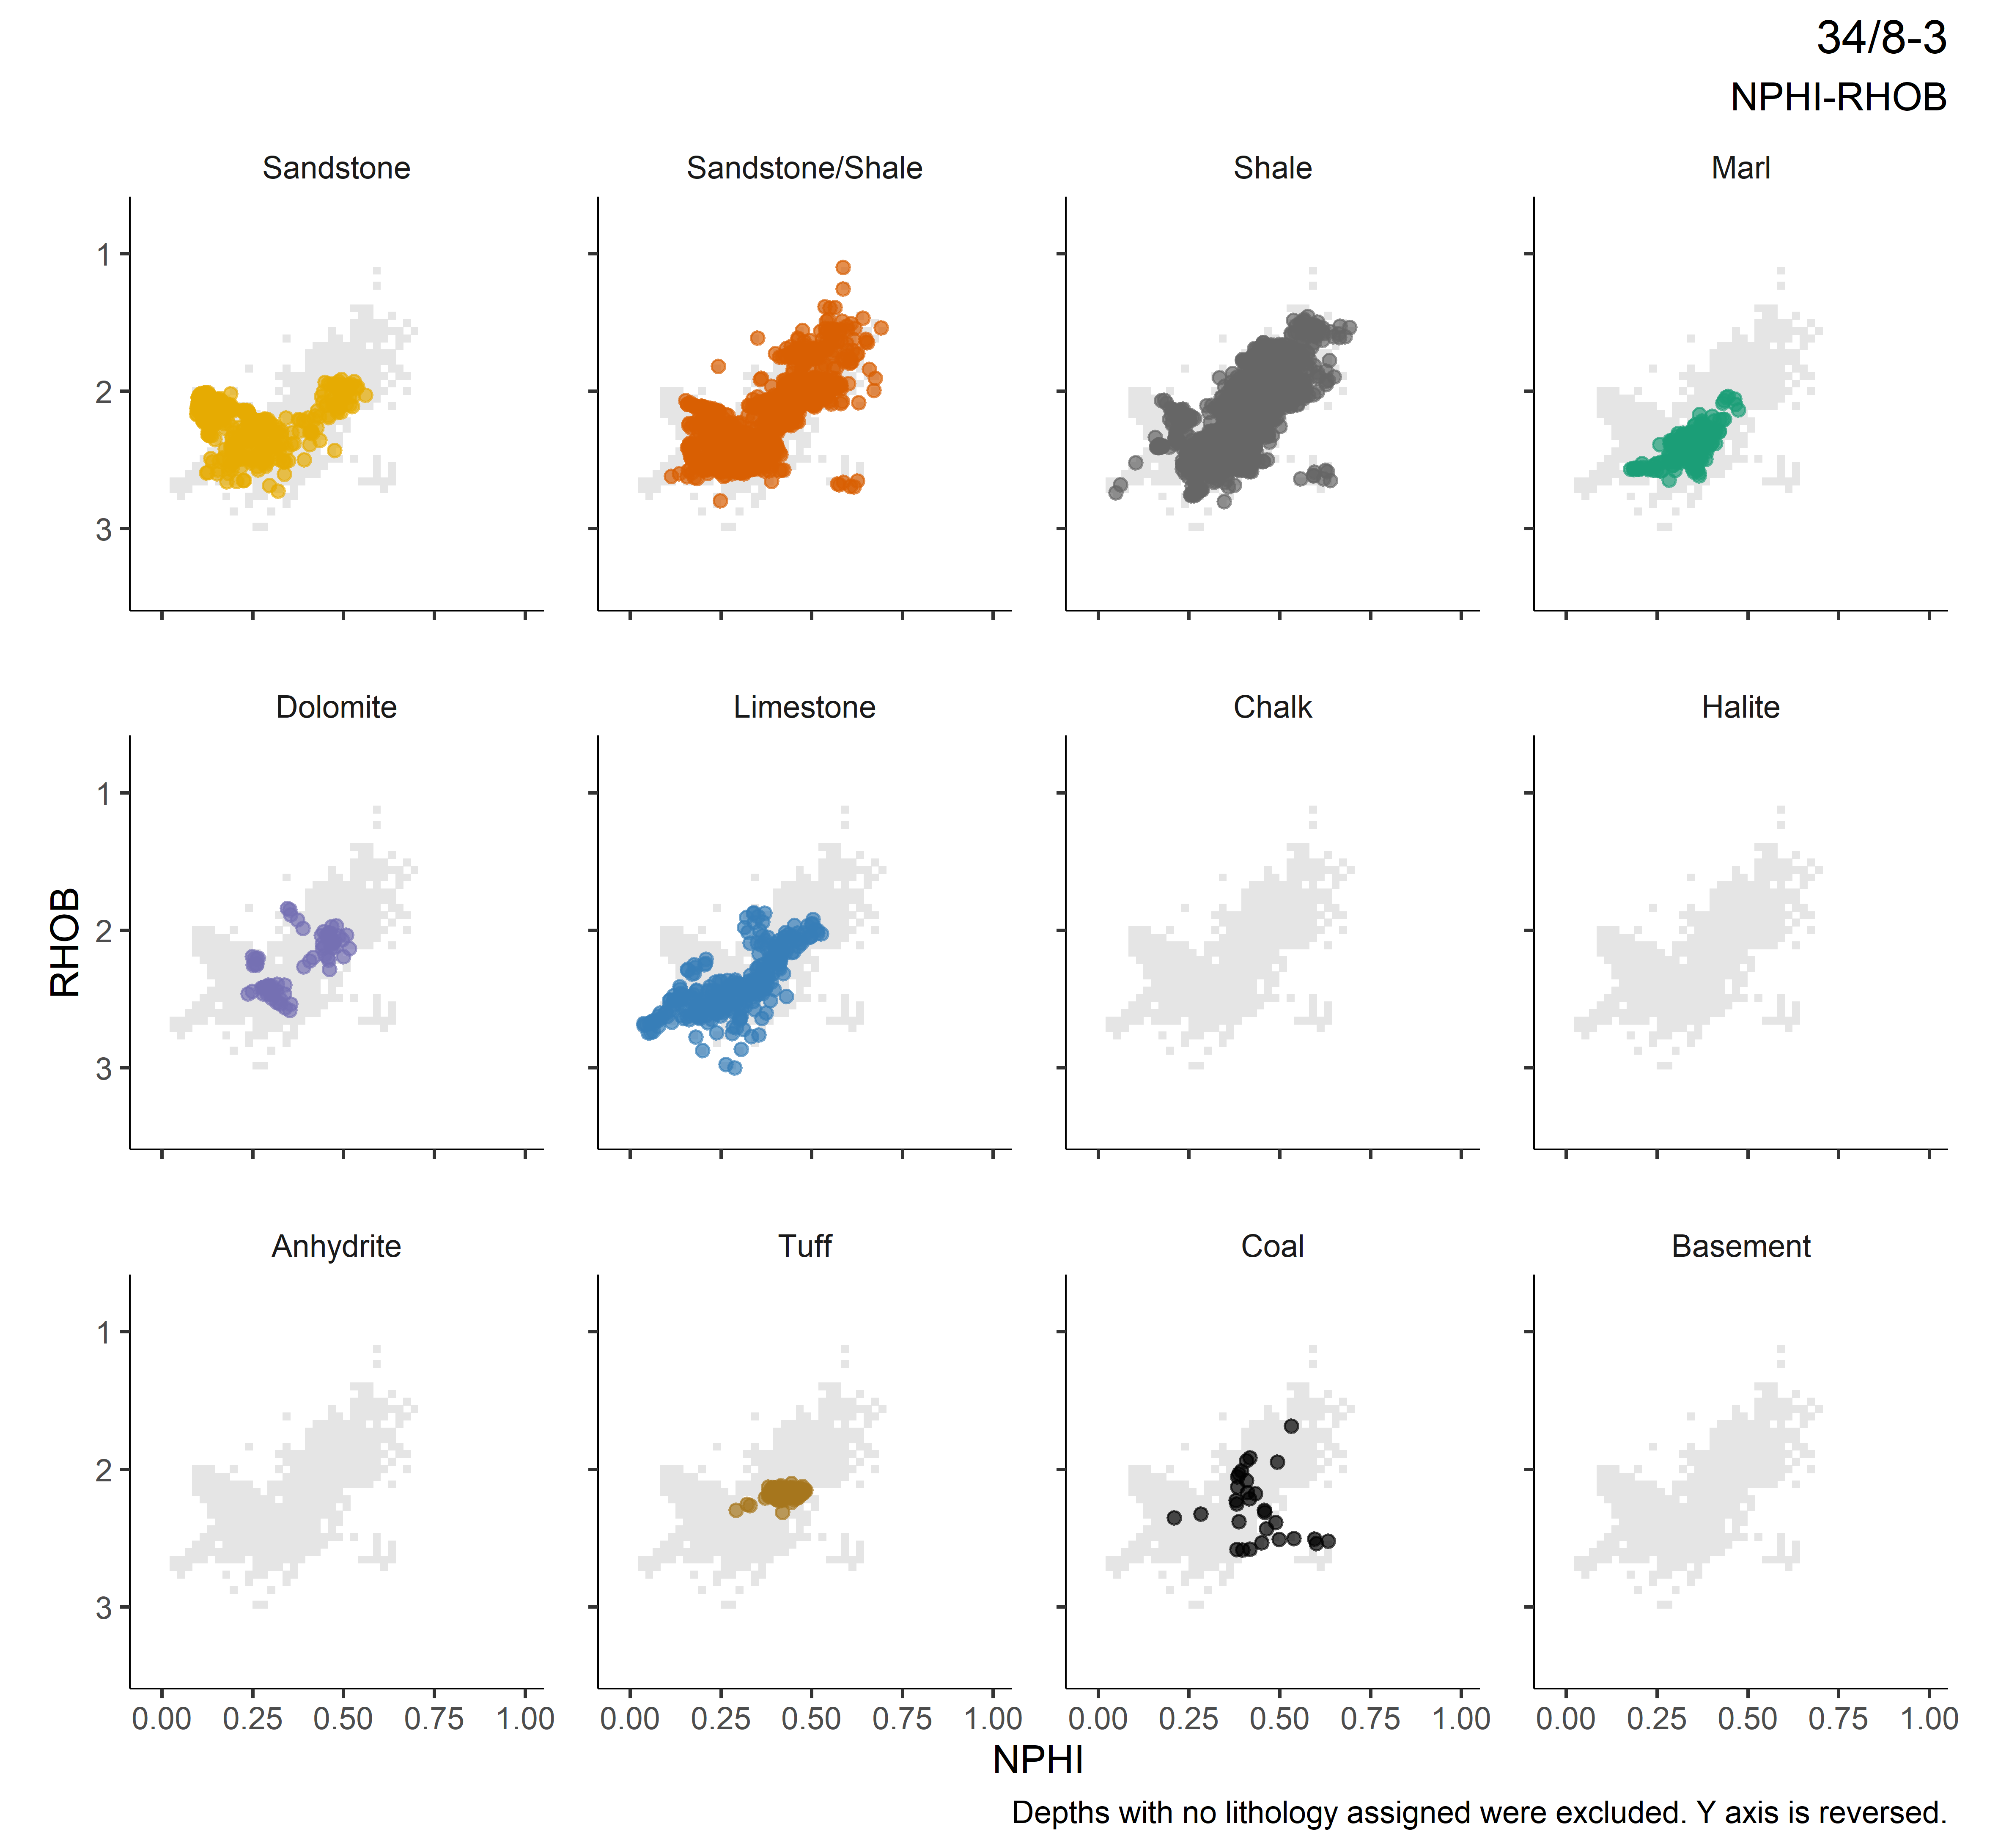 34/8-3
NPHI-RHOB
Sandstone
Sandstone/Shale
Shale
Marl
1
2
3
Dolomite
Limestone
Chalk
Halite
1
2
3
RHOB
Anhydrite
Tuff
Coal
Basement
1
2
3
0.00 0.25 0.50 0.75 1.00
0.00 0.25 0.50 0.75 1.00
0.00 0.25 0.50 0.75 1.00
0.00 0.25 0.50 0.75 1.00
NPHI
Depths with no lithology assigned were excluded. Y axis is reversed.